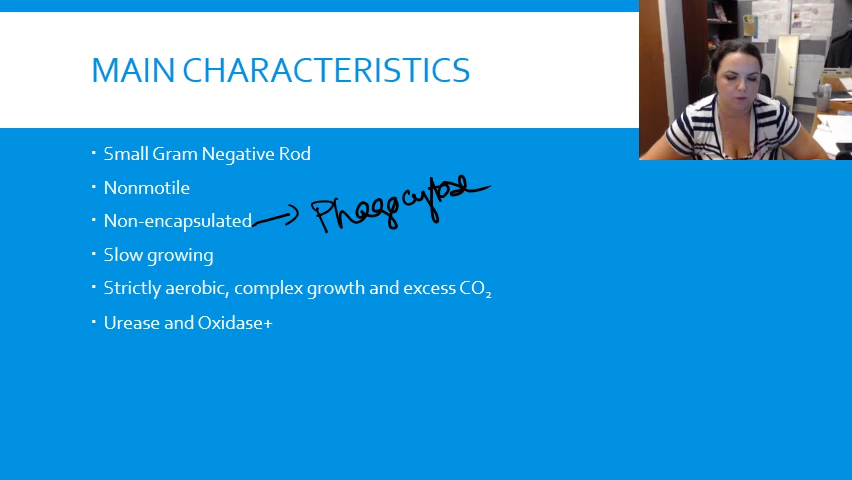 MAIN CHARACTERISTICS
· Small Gram Negative Rod
· Nonmotile
· Non-encapsulated → Phagocytose
· Slow growing
· Strictly aerobic, complex growth and excess CO₂
· Urease and Oxidase+